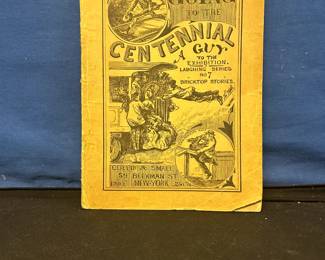 GOING
TO THE
CENTENNIAL
A GUY.
TO THE
EXHIBITION.
LAUGHING SERIES
No 7
BRICKTOP STORIES.
COLLIN & SMALL
59 BEEKMAN ST
NEW-YORK